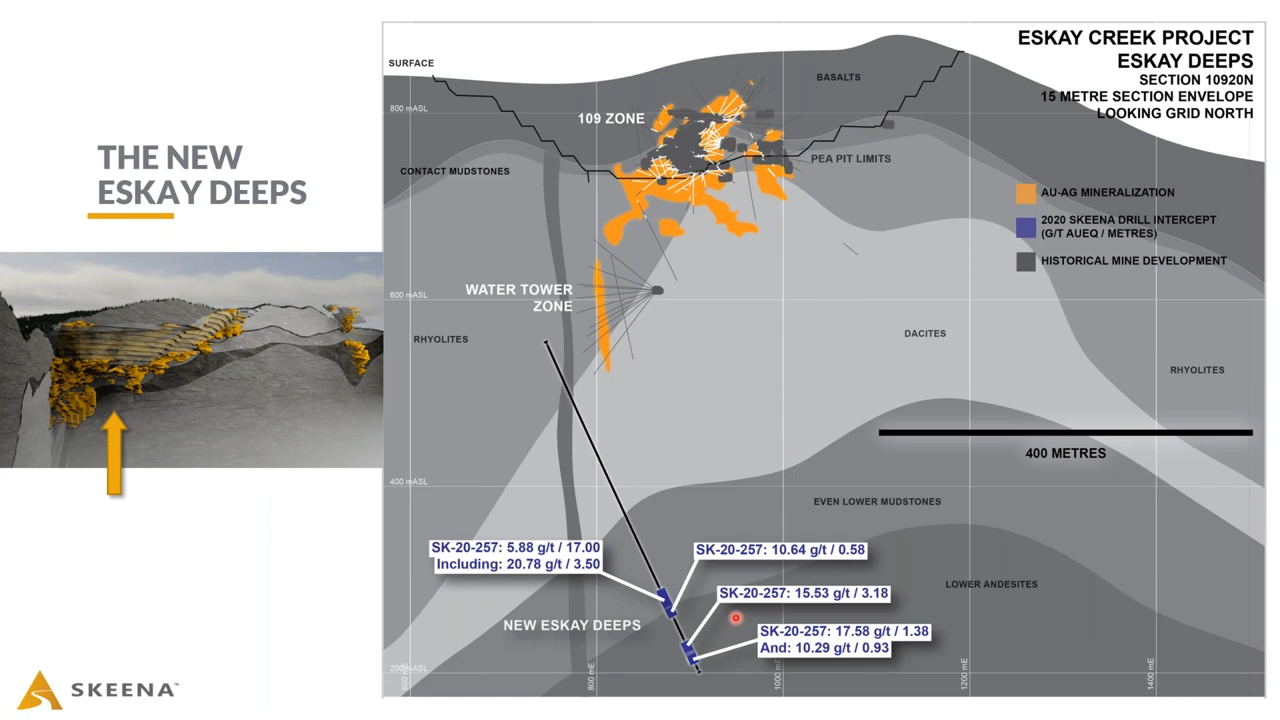 THE NEW
ESKAY DEEPS
SKEENA™
ESKAY CREEK PROJECT
ESKAY DEEPS
SECTION 10920N
15 METRE SECTION ENVELOPE
LOOKING GRID NORTH
SURFACE
BASALTS
800 mASL
109 ZONE
PEA PIT LIMITS
CONTACT MUDSTONES
AU-AG MINERALIZATION
2020 SKEENA DRILL INTERCEPT
(G/T AUEQ / METRES)
HISTORICAL MINE DEVELOPMENT
WATER TOWER
ZONE
600 mASL
RHYOLITES
DACITES
RHYOLITES
400 METRES
400 mASL
EVEN LOWER MUDSTONES
SK-20-257: 5.88 g/t / 17.00
Including: 20.78 g/t / 3.50
SK-20-257: 10.64 g/t / 0.58
LOWER ANDESITES
SK-20-257: 15.53 g/t / 3.18
NEW ESKAY DEEPS
SK-20-257: 17.58 g/t / 1.38
And: 10.29 g/t / 0.93
200 mASL
600 mE
800 mE
1000 mE
1200 mE
1400 mE